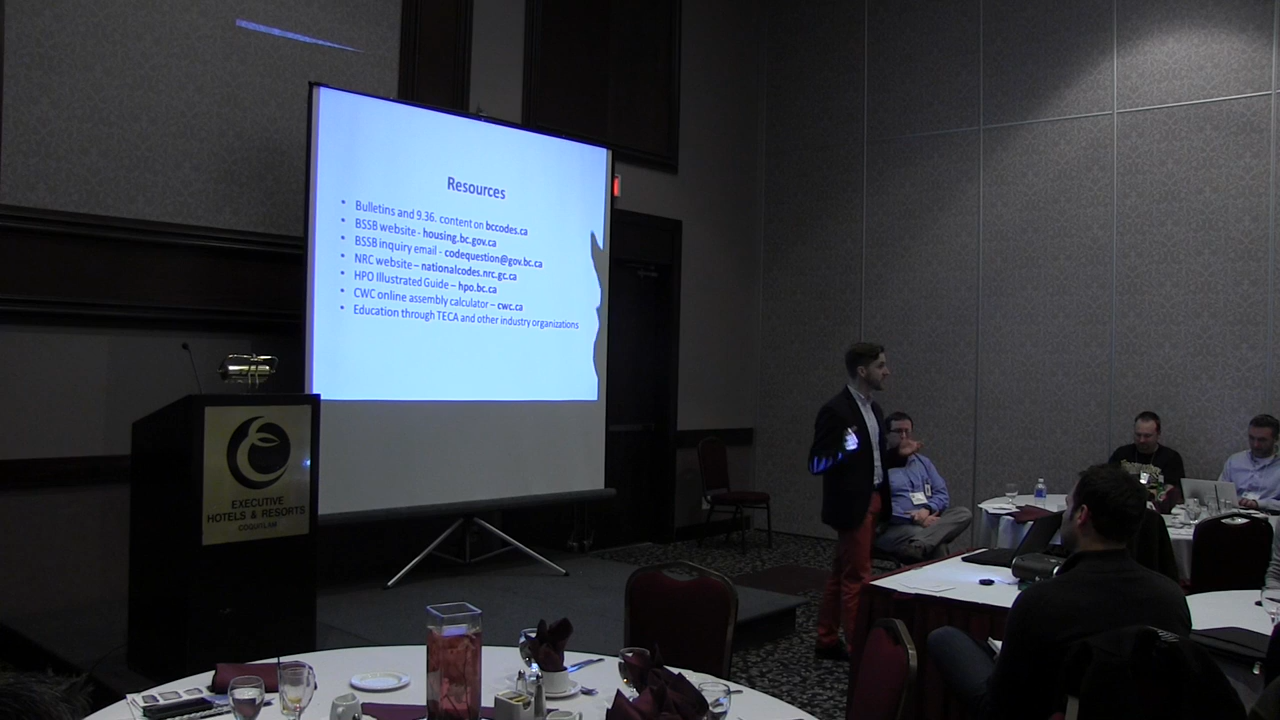 Resources
• Bulletins and 9.36. content on bccodes.ca
• BSSB website - housing.bc.gov.ca
• BSSB inquiry email - codequestion@gov.bc.ca
• NRC website – nationalcodes.nrc.gc.ca
• HPO Illustrated Guide – hpo.bc.ca
• CWC online assembly calculator – cwc.ca
• Education through TECA and other industry organizations
EXECUTIVE
HOTELS & RESORTS
COQUITLAM